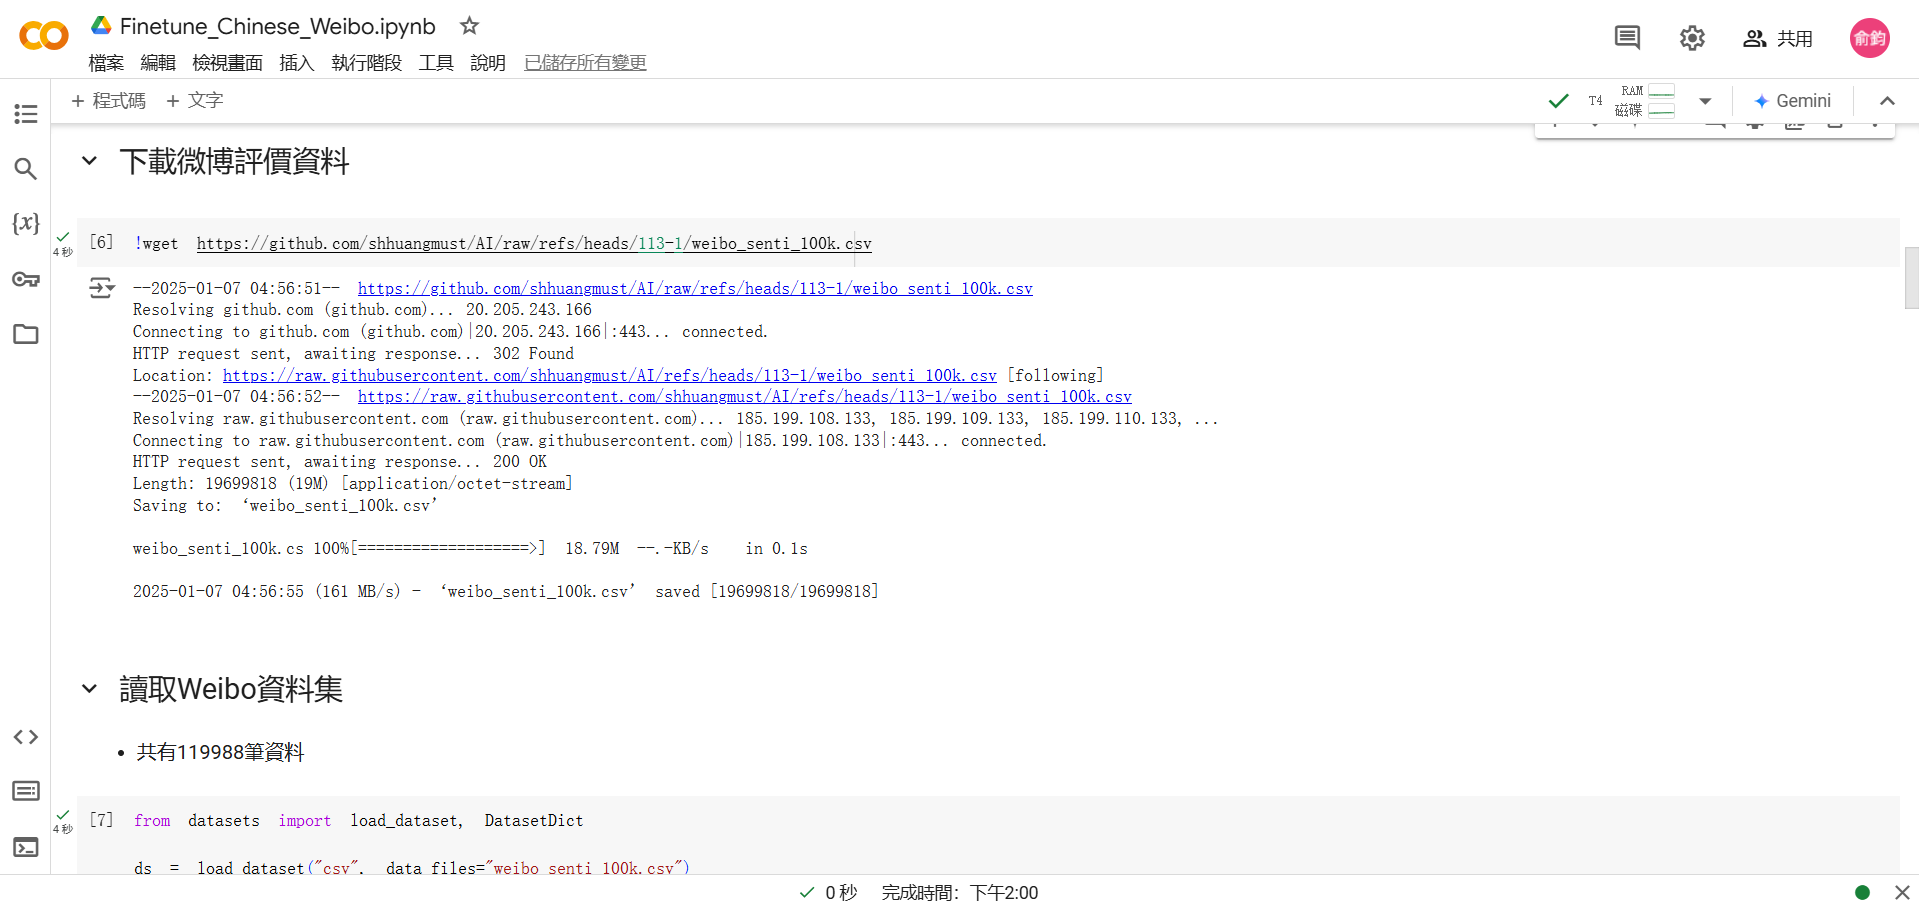 Finetune_Chinese_Weibo.ipynb
檔案 編輯 檢視畫面 插入 執行階段 工具 說明 已儲存所有變更
共用
俞鈞
+ 程式碼 + 文字
T4 RAM 磁碟
Gemini
下載微博評價資料
4 秒
[6] !wget https://github.com/shhuangmust/AI/raw/refs/heads/113-1/weibo_senti_100k.csv
--2025-01-07 04:56:51-- https://github.com/shhuangmust/AI/raw/refs/heads/113-1/weibo_senti_100k.csv
Resolving github.com (github.com)... 20.205.243.166
Connecting to github.com (github.com)|20.205.243.166|:443... connected.
HTTP request sent, awaiting response... 302 Found
Location: https://raw.githubusercontent.com/shhuangmust/AI/refs/heads/113-1/weibo_senti_100k.csv [following]
--2025-01-07 04:56:52-- https://raw.githubusercontent.com/shhuangmust/AI/refs/heads/113-1/weibo_senti_100k.csv
Resolving raw.githubusercontent.com (raw.githubusercontent.com)... 185.199.108.133, 185.199.109.133, 185.199.110.133, ...
Connecting to raw.githubusercontent.com (raw.githubusercontent.com)|185.199.108.133|:443... connected.
HTTP request sent, awaiting response... 200 OK
Length: 19699818 (19M) [application/octet-stream]
Saving to: ‘weibo_senti_100k.csv’
weibo_senti_100k.cs 100%[===================>] 18.79M --.-KB/s in 0.1s
2025-01-07 04:56:55 (161 MB/s) - ‘weibo_senti_100k.csv’ saved [19699818/19699818]
讀取Weibo資料集
• 共有119988筆資料
4 秒
[7] from datasets import load_dataset, DatasetDict
ds = load_dataset("csv", data_files="weibo_senti_100k.csv")
0 秒 完成時間：下午2:00